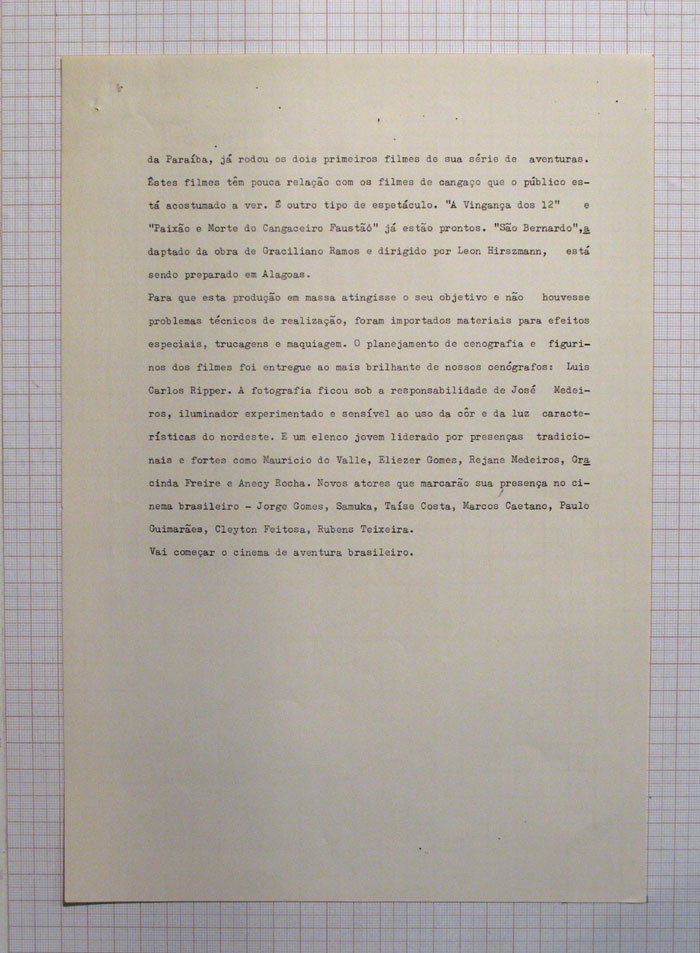 da Paraíba, já rodou os dois primeiros filmes de sua série de aventuras.
Êstes filmes têm pouca relação com os filmes de cangaço que o público es-
tá acostumado a ver. É outro tipo de espetáculo. "A Vingança dos 12" e
"Paixão e Morte do Cangaceiro Faustão" já estão prontos. "São Bernardo",a
daptado da obra de Graciliano Ramos e dirigido por Leon Hirszmann, está
sendo preparado em Alagoas.
Para que esta produção em massa atingisse o seu objetivo e não houvesse
problemas técnicos de realização, foram importados materiais para efeitos
especiais, trucagens e maquiagem. O planejamento de cenografia e figuri-
nos dos filmes foi entregue ao mais brilhante de nossos cenógrafos: Luis
Carlos Ripper. A fotografia ficou sob a responsabilidade de José Medei-
ros, iluminador experimentado e sensível ao uso da côr e da luz caracte-
rísticas do nordeste. E um elenco jovem liderado por presenças tradicio-
nais e fortes como Mauricio do Valle, Eliezer Gomes, Rejane Medeiros, Gra
cinda Freire e Anecy Rocha. Novos atores que marcarão sua presença no ci-
nema brasileiro - Jorge Gomes, Samuka, Taíse Costa, Marcos Caetano, Paulo
Guimarães, Cleyton Feitosa, Rubens Teixeira.
Vai começar o cinema de aventura brasileiro.